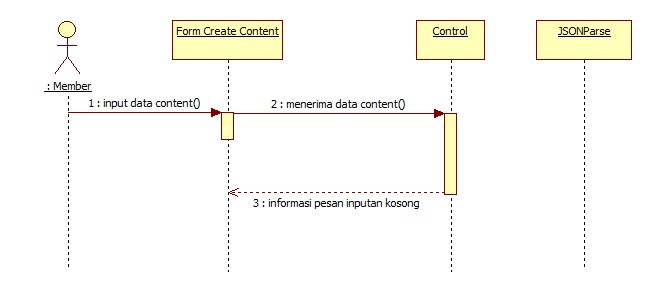 Form Create Content
Control
JSONParse
: Member
1 : input data content()
2 : menerima data content()
3 : informasi pesan inputan kosong